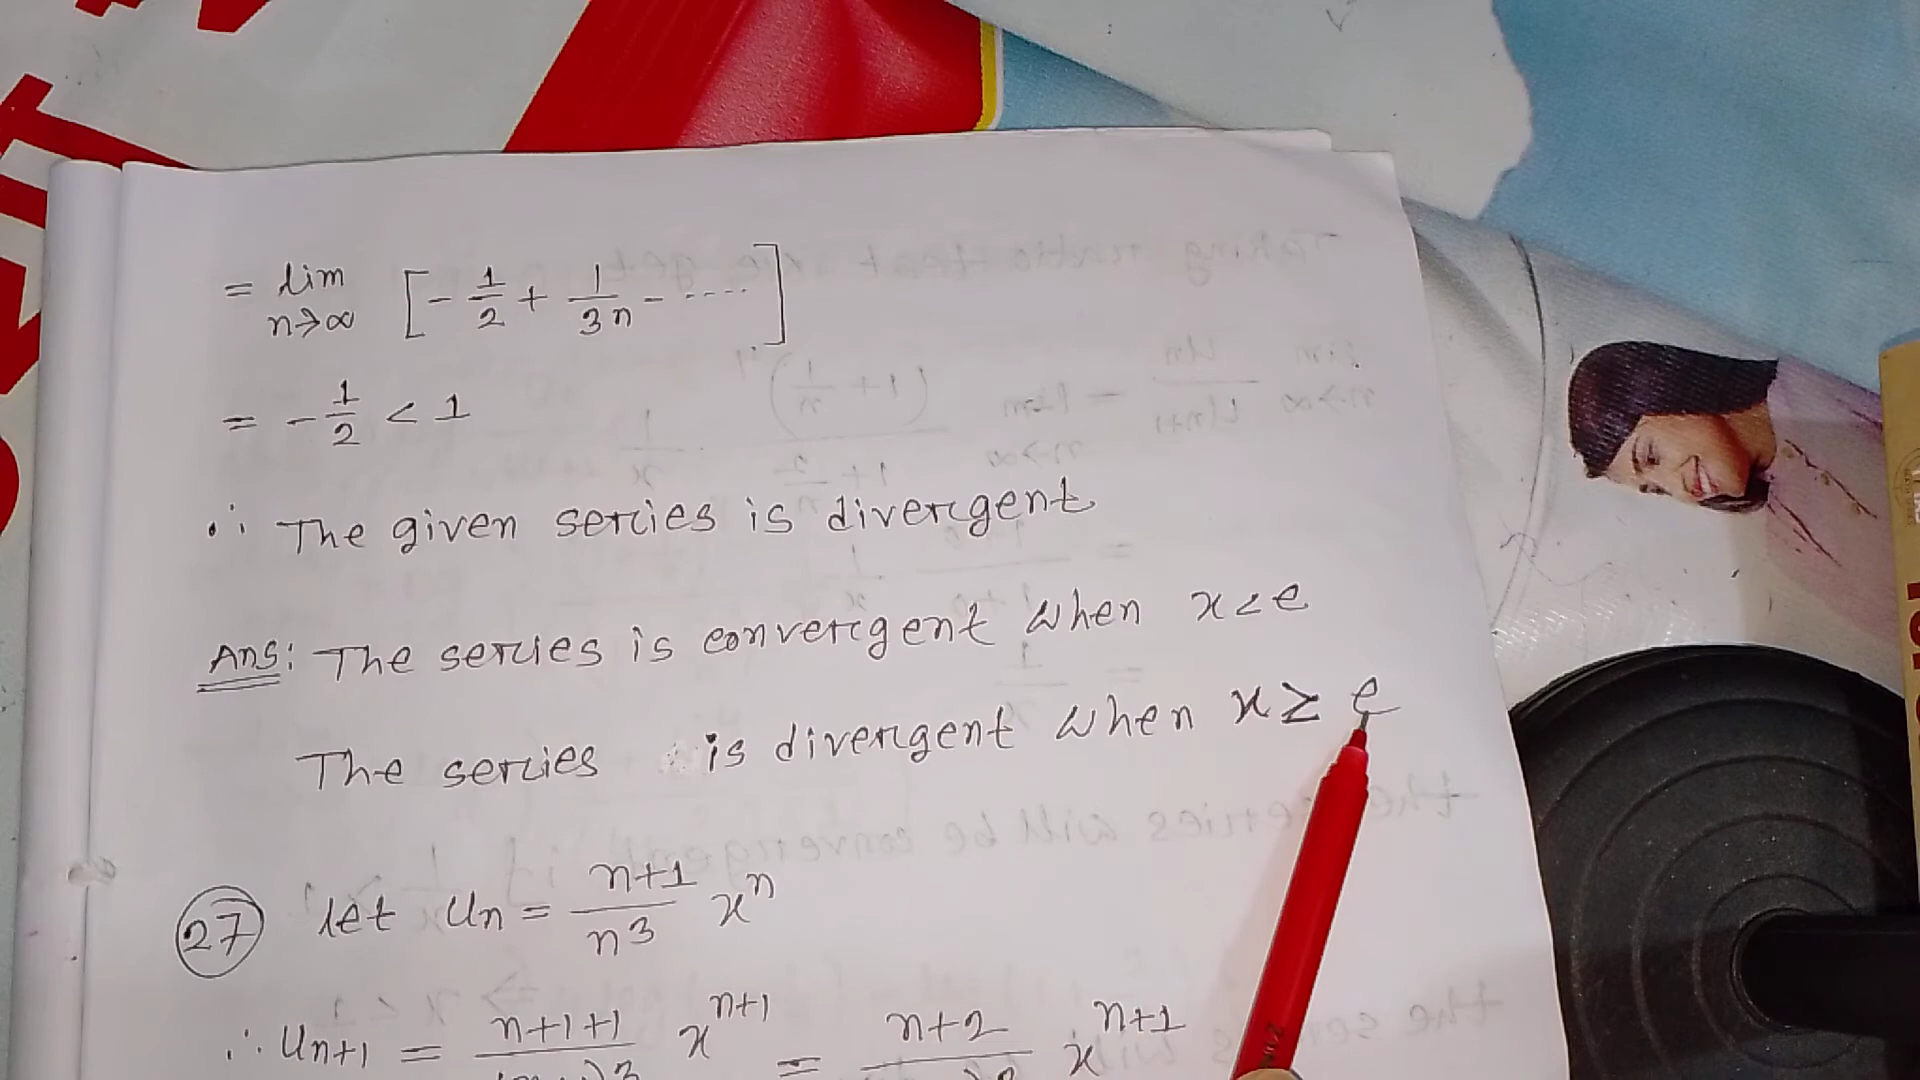 = lim n→∞ [-1/2 + 1/3n - ....]
= -1/2 < 1
∴ The given series is divergent
Ans: The series is convergent when x<e
The series is divergent when x ≥ e
27 let Un = n+1/n³ xⁿ
∴ Un+1 = n+1+1 xⁿ⁺¹ = n+2 xⁿ⁺¹